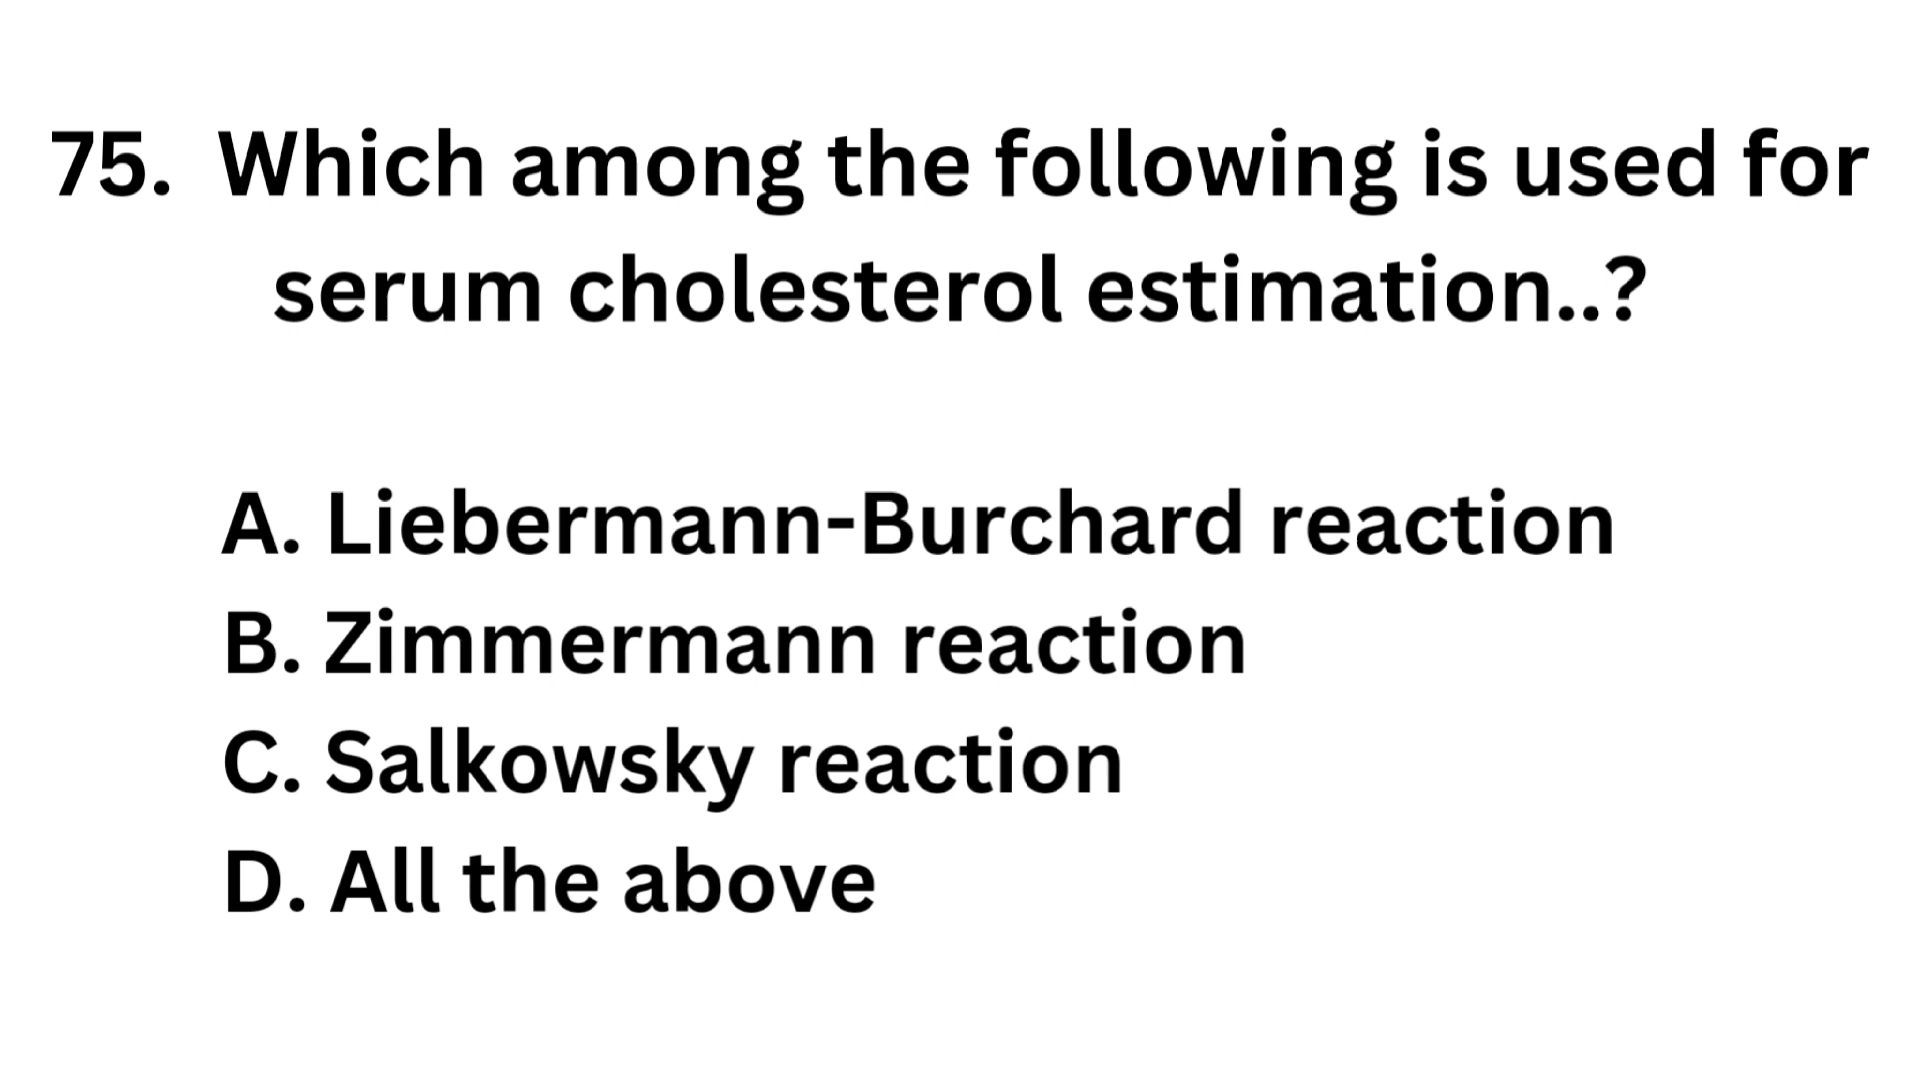 75. Which among the following is used for
serum cholesterol estimation..?
A. Liebermann-Burchard reaction
B. Zimmermann reaction
C. Salkowsky reaction
D. All the above